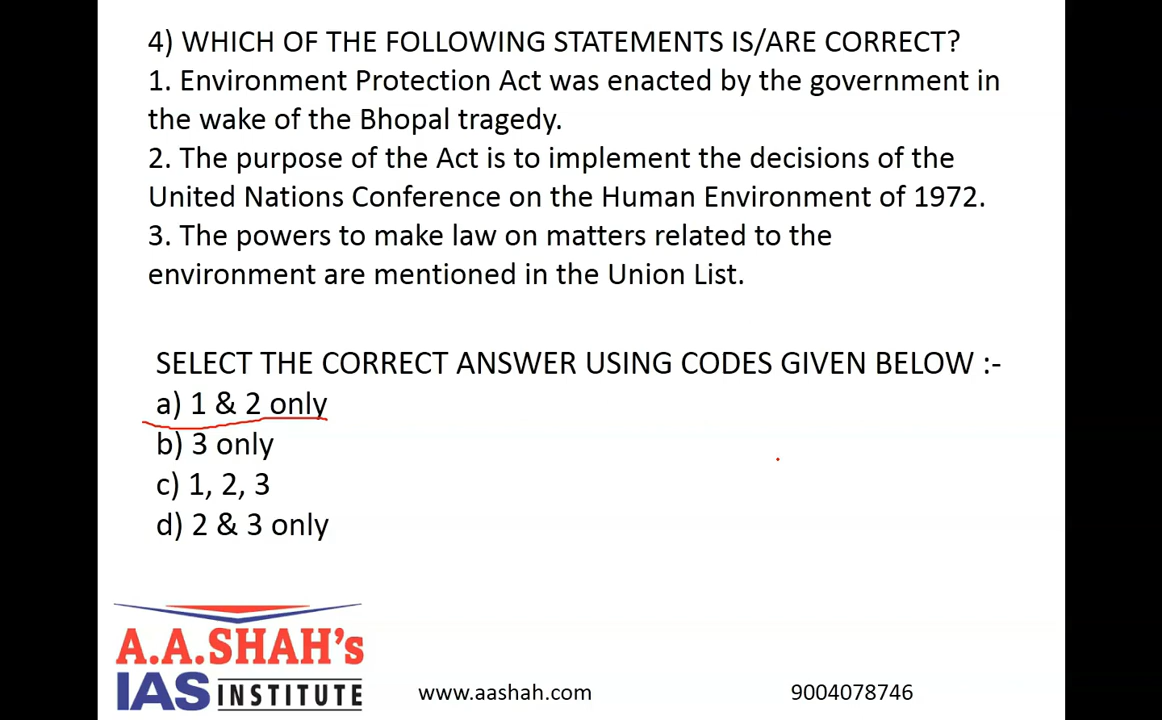 4) WHICH OF THE FOLLOWING STATEMENTS IS/ARE CORRECT?
1. Environment Protection Act was enacted by the government in
the wake of the Bhopal tragedy.
2. The purpose of the Act is to implement the decisions of the
United Nations Conference on the Human Environment of 1972.
3. The powers to make law on matters related to the
environment are mentioned in the Union List.
SELECT THE CORRECT ANSWER USING CODES GIVEN BELOW :-
a) 1 & 2 only
b) 3 only
c) 1, 2, 3
d) 2 & 3 only
A.A.SHAH's
IAS INSTITUTE
www.aashah.com
9004078746